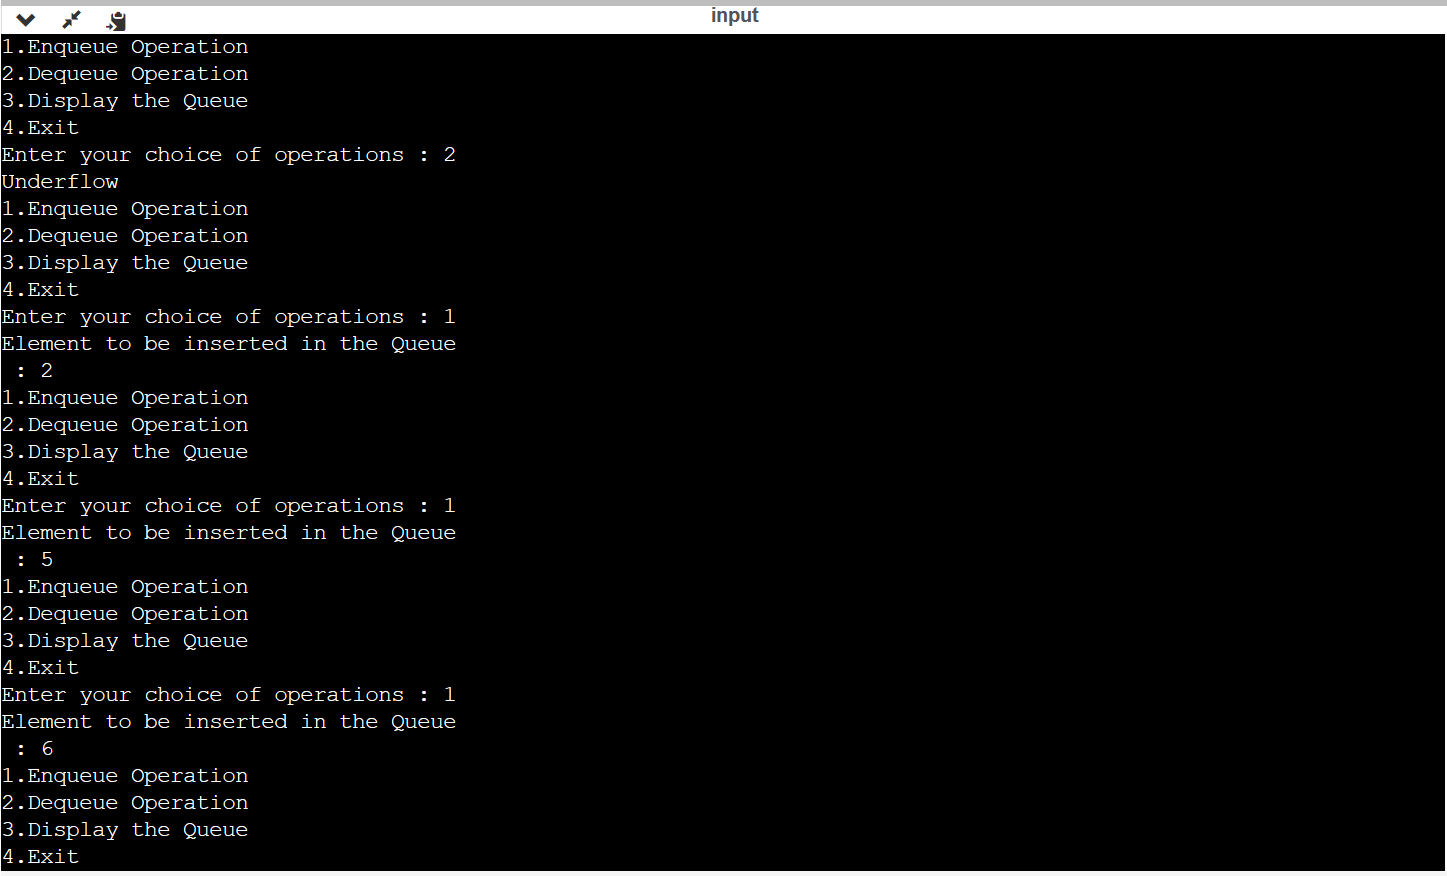 input
1.Enqueue Operation
2.Dequeue Operation
3.Display the Queue
4.Exit
Enter your choice of operations : 2
Underflow
1.Enqueue Operation
2.Dequeue Operation
3.Display the Queue
4.Exit
Enter your choice of operations : 1
Element to be inserted in the Queue
 : 2
1.Enqueue Operation
2.Dequeue Operation
3.Display the Queue
4.Exit
Enter your choice of operations : 1
Element to be inserted in the Queue
 : 5
1.Enqueue Operation
2.Dequeue Operation
3.Display the Queue
4.Exit
Enter your choice of operations : 1
Element to be inserted in the Queue
 : 6
1.Enqueue Operation
2.Dequeue Operation
3.Display the Queue
4.Exit